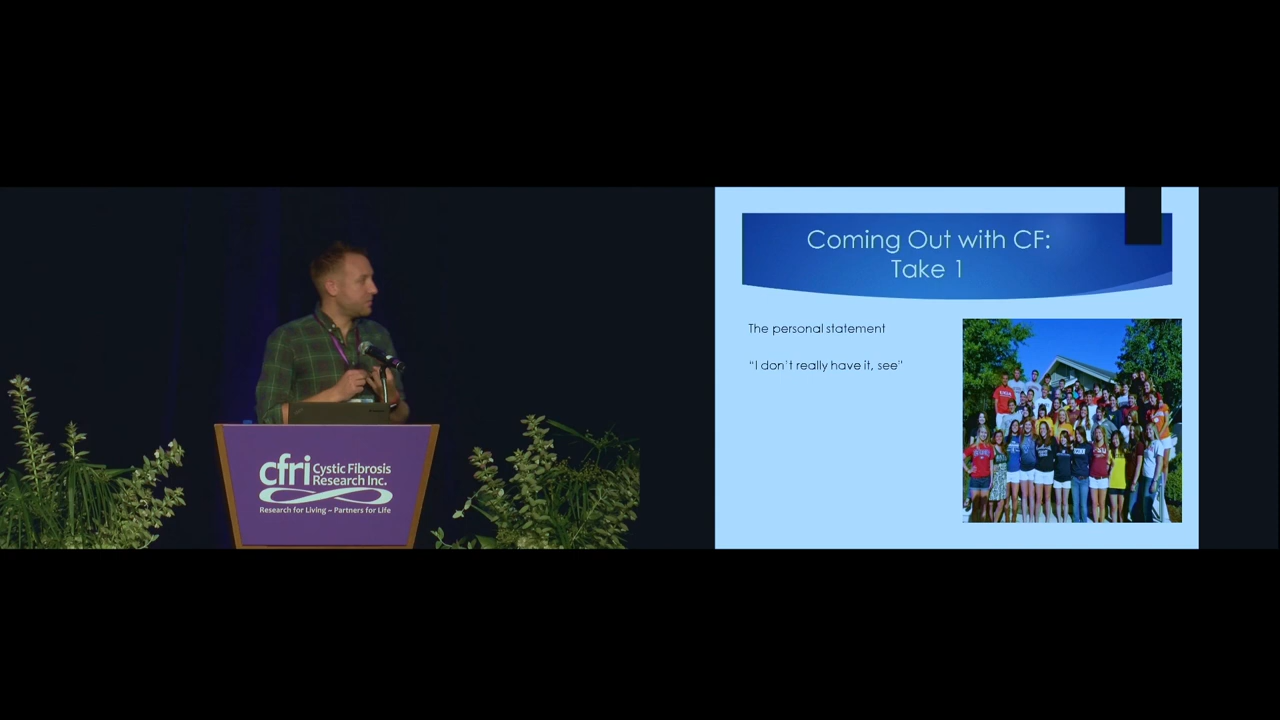 cfri Cystic Fibrosis
Research Inc.
Research for Living ~ Partners for Life
Coming Out with CF:
Take 1
The personal statement
“I don’t really have it, see”